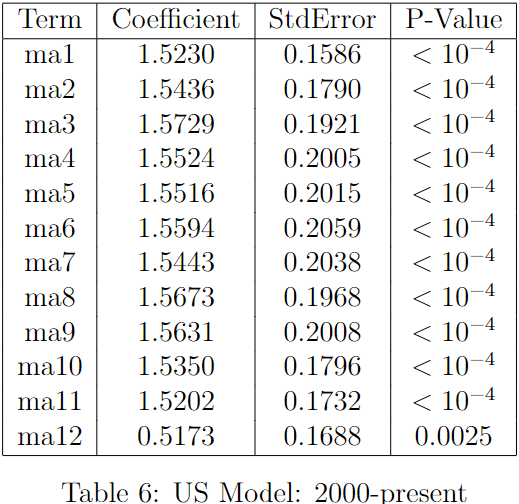 Term Coefficient StdError P-Value
ma1 1.5230 0.1586 < 10⁻⁴
ma2 1.5436 0.1790 < 10⁻⁴
ma3 1.5729 0.1921 < 10⁻⁴
ma4 1.5524 0.2005 < 10⁻⁴
ma5 1.5516 0.2015 < 10⁻⁴
ma6 1.5594 0.2059 < 10⁻⁴
ma7 1.5443 0.2038 < 10⁻⁴
ma8 1.5673 0.1968 < 10⁻⁴
ma9 1.5631 0.2008 < 10⁻⁴
ma10 1.5350 0.1796 < 10⁻⁴
ma11 1.5202 0.1732 < 10⁻⁴
ma12 0.5173 0.1688 0.0025
Table 6: US Model: 2000-present